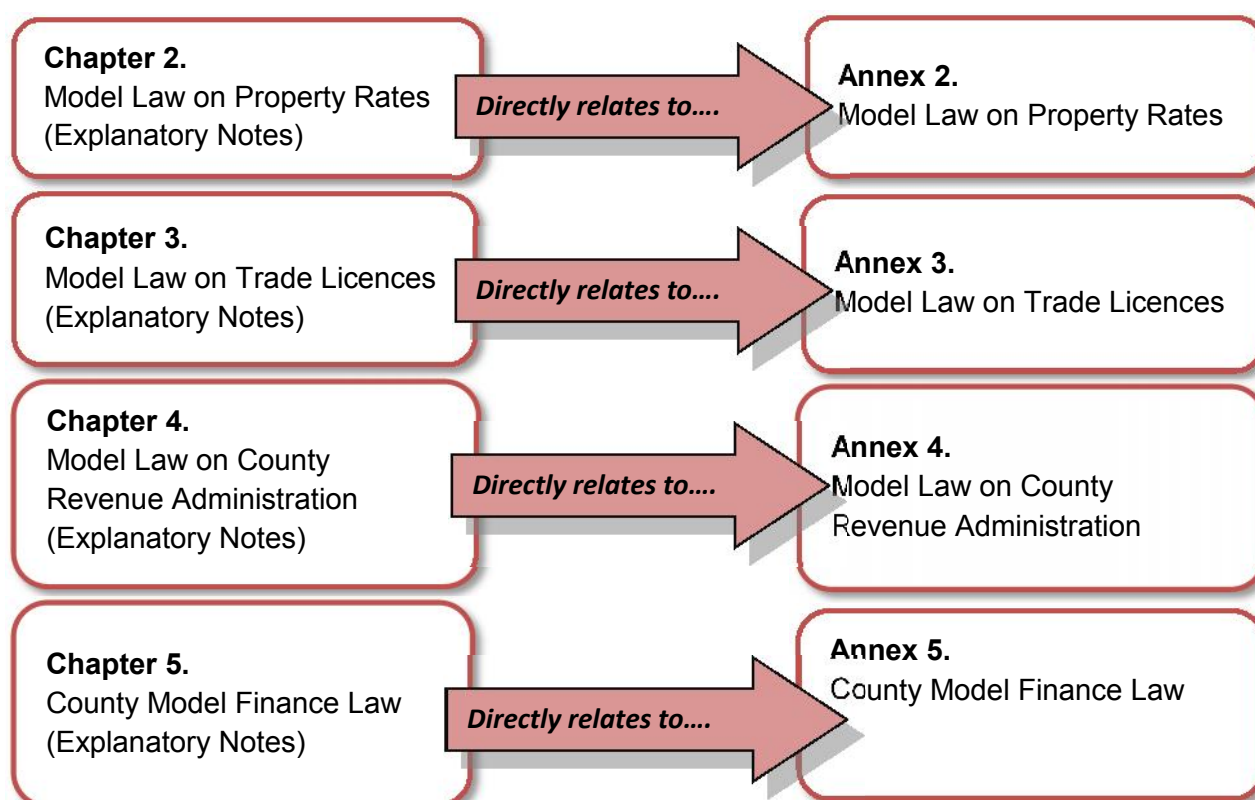 Chapter 2.
Model Law on Property Rates
(Explanatory Notes)
Directly relates to....
Annex 2.
Model Law on Property Rates
Chapter 3.
Model Law on Trade Licences
(Explanatory Notes)
Directly relates to....
Annex 3.
Model Law on Trade Licences
Chapter 4.
Model Law on County
Revenue Administration
(Explanatory Notes)
Directly relates to....
Annex 4.
Model Law on County
Revenue Administration
Chapter 5.
County Model Finance Law
(Explanatory Notes)
Directly relates to....
Annex 5.
County Model Finance Law